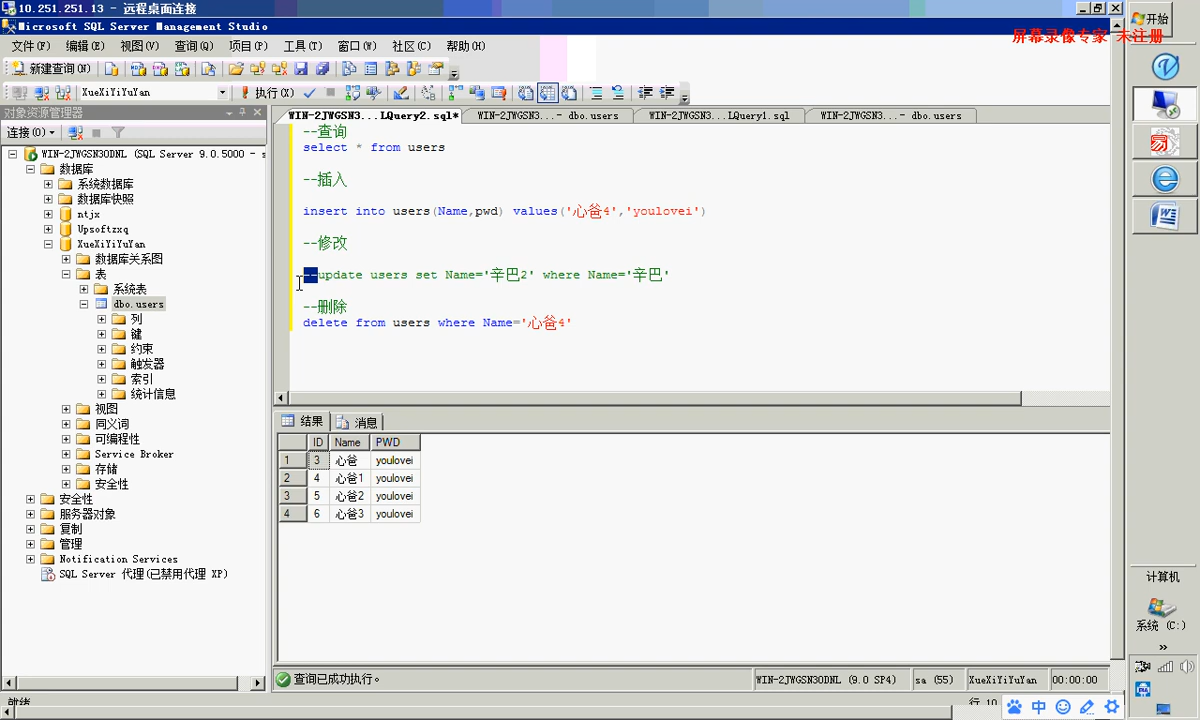 10.251.251.13 - 远程桌面连接
Microsoft SQL Server Management Studio
开始
屏幕录像专家 未注册
文件(F) 编辑(E) 视图(V) 查询(Q) 项目(P) 工具(T) 窗口(W) 社区(C) 帮助(H)
新建查询(N)
XueXiYiYuYan
执行(X)
对象资源管理器
连接(O)
WIN-2JWGSN3ODNL (SQL Server 9.0.5000 - s
数据库
系统数据库
数据库快照
ntjx
Upsoftzxq
XueXiYiYuYan
数据库关系图
表
系统表
dbo.users
列
键
约束
触发器
索引
统计信息
视图
同义词
可编程性
Service Broker
存储
安全性
安全性
服务器对象
复制
管理
Notification Services
SQL Server 代理(已禁用代理 XP)
WIN-2JWGSN3...LQuery2.sql* WIN-2JWGSN3...- dbo.users WIN-2JWGSN3...LQuery1.sql WIN-2JWGSN3...- dbo.users
--查询
select * from users
--插入
insert into users(Name,pwd) values('心爸4','youlovei')
--修改
--update users set Name='辛巴2' where Name='辛巴'
--删除
delete from users where Name='心爸4'
结果 消息
ID Name PWD
1 3 心爸 youlovei
2 4 心爸1 youlovei
3 5 心爸2 youlovei
4 6 心爸3 youlovei
查询已成功执行。 WIN-2JWGSN3ODNL (9.0 SP4) sa (55) XueXiYiYuYan 00:00:00
就绪 行 10
中
计算机
系统 (C:)